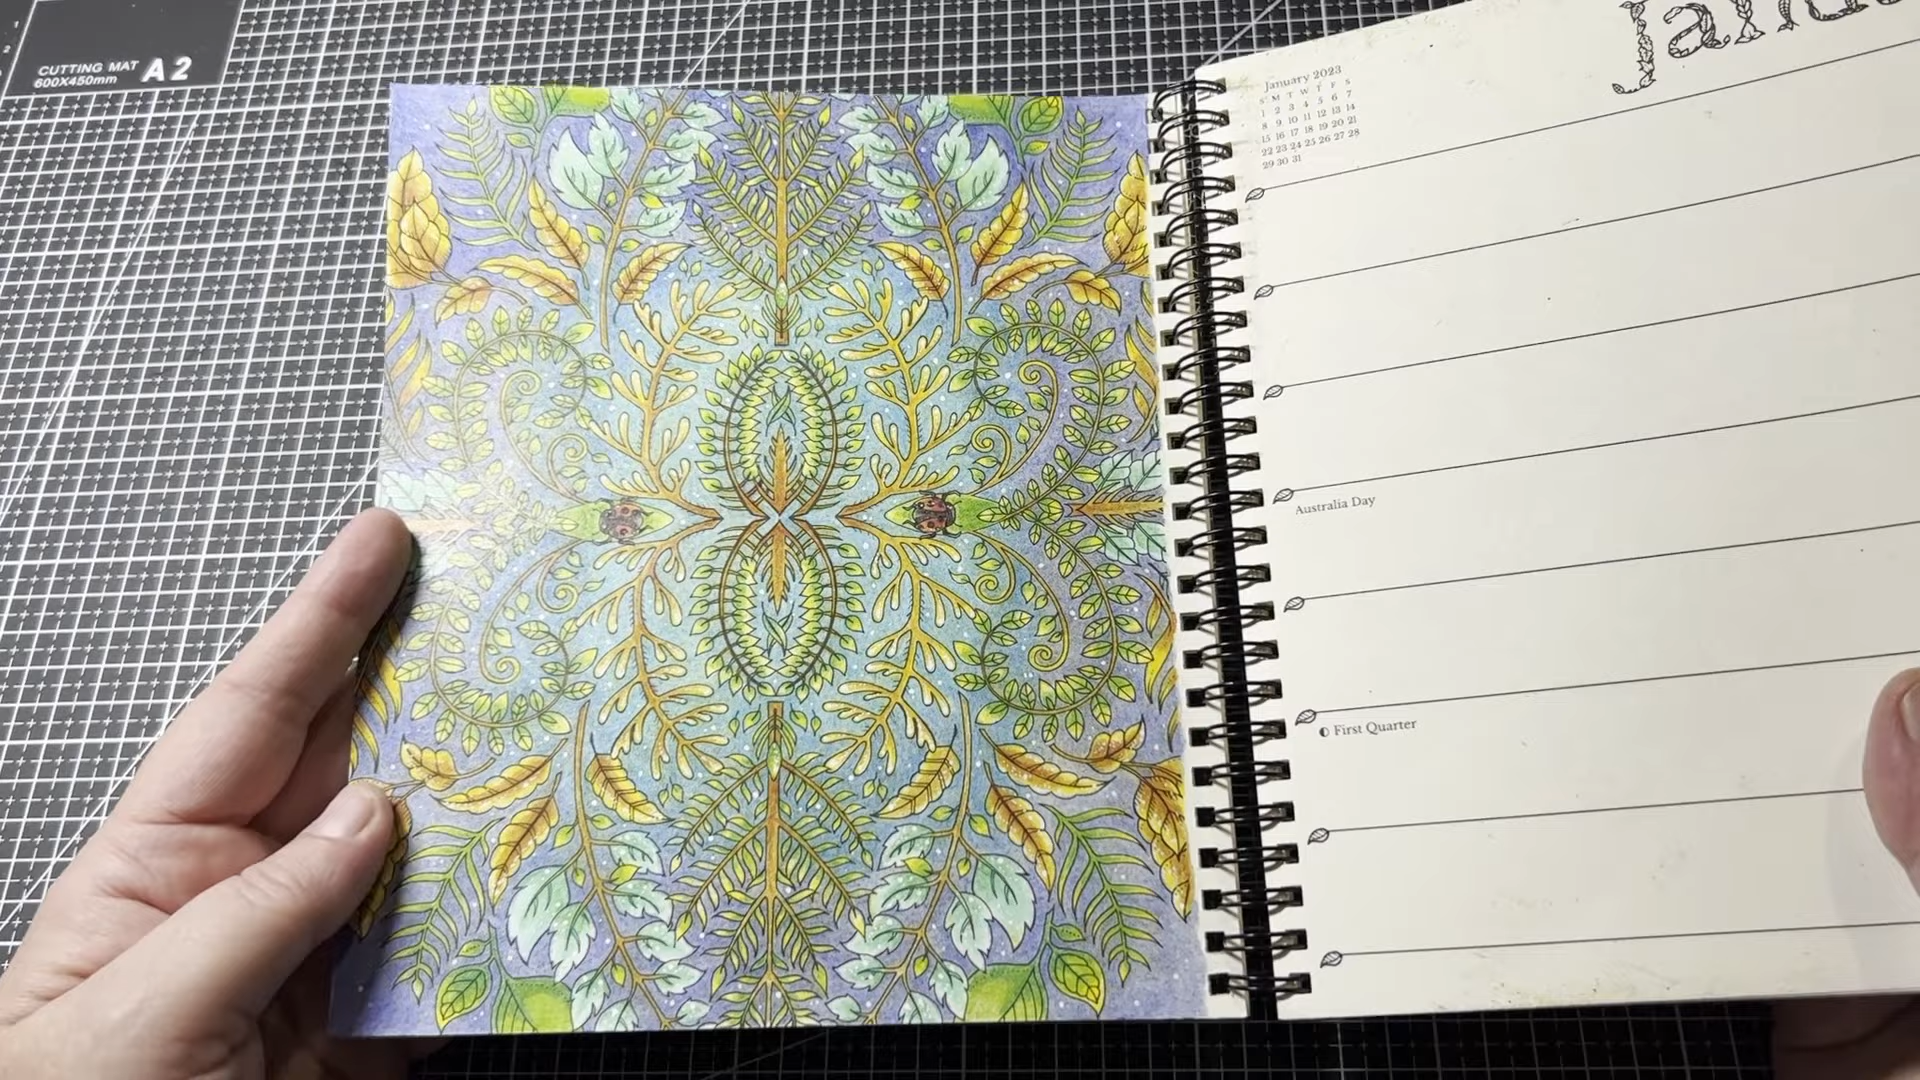 CUTTING MAT A2
600X450mm
Janu
January 2023
S M T W T F S
1 2 3 4 5 6 7
8 9 10 11 12 13 14
15 16 17 18 19 20 21
22 23 24 25 26 27 28
29 30 31
Australia Day
First Quarter